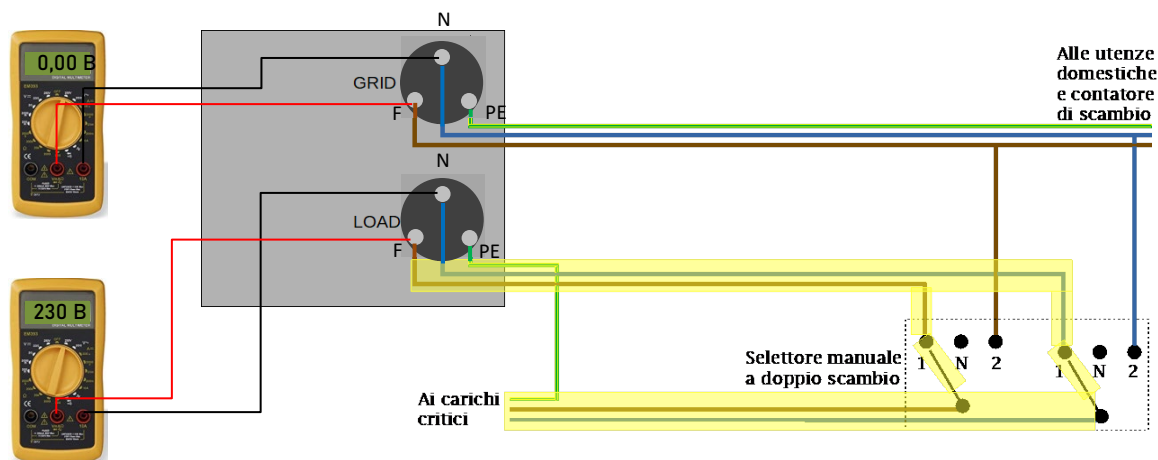 N
0,00 B
GRID
F
PE
Alle utenze
domestiche
e contatore
di scambio
N
LOAD
F
PE
230 B
1
N
2
1
N
2
Selettore manuale
a doppio scambio
Ai carichi
critici